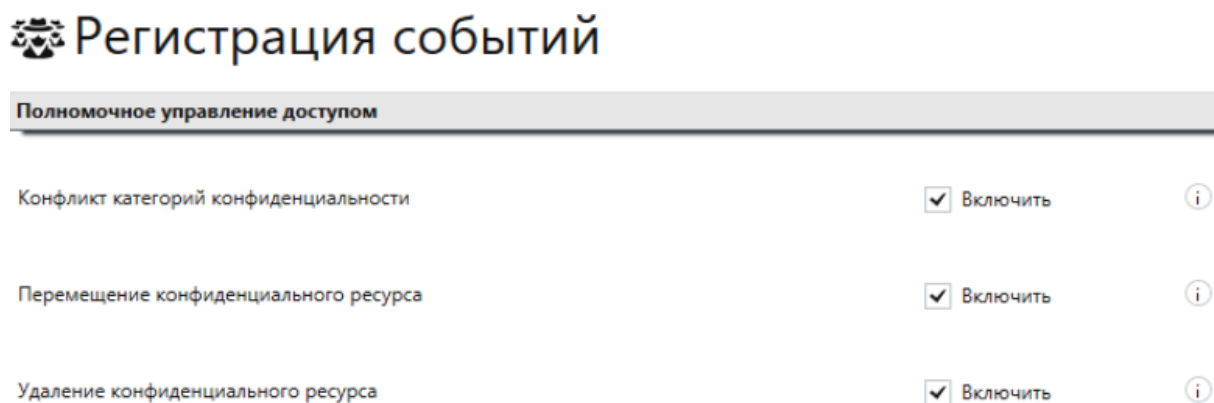 Регистрация событий
Полномочное управление доступом
Конфликт категорий конфиденциальности Включить
Перемещение конфиденциального ресурса Включить
Удаление конфиденциального ресурса Включить